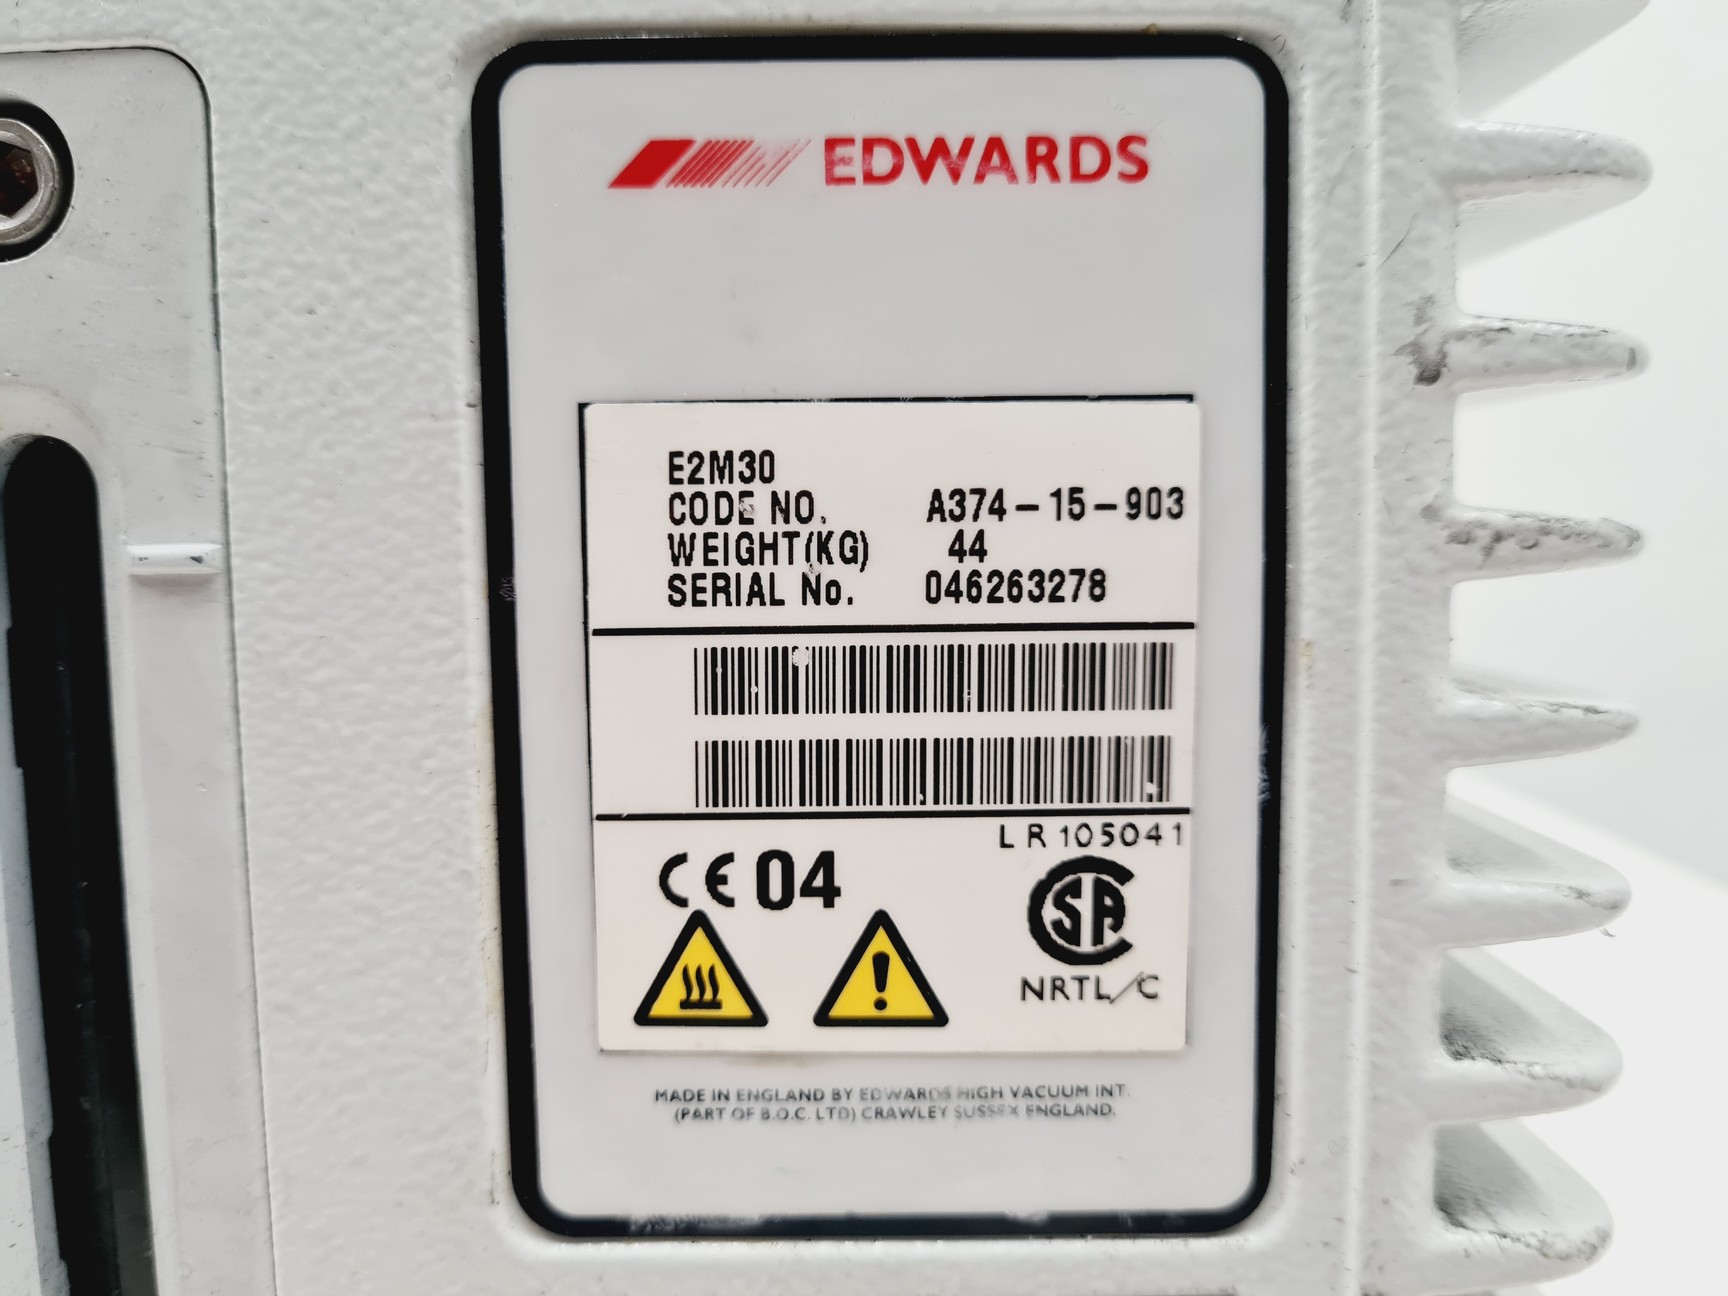 EDWARDS
E2M30
CODE NO. A374-15-903
WEIGHT(KG) 44
SERIAL No. 046263278
LR105041
CE 04
CSA
NRTL/C
MADE IN ENGLAND BY EDWARDS HIGH VACUUM INT.
(PART OF B.O.C. LTD) CRAWLEY SUSSEX ENGLAND.